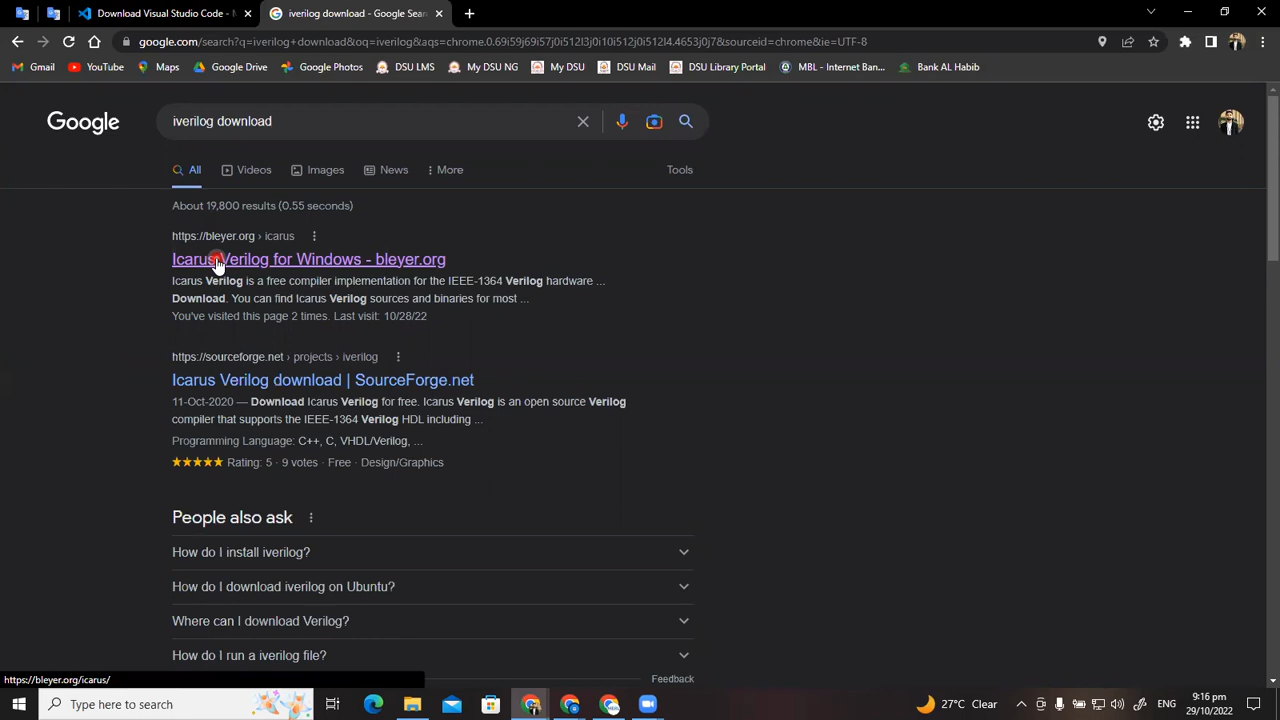 Download Visual Studio Code - M
iverilog download - Google Sear
google.com/search?q=iverilog+download&oq=iverilog&aqs=chrome.0.69i59j69i57j0i512l3j0i10i512j0i512l4.4653j0j7&sourceid=chrome&ie=UTF-8
Gmail YouTube Maps Google Drive Google Photos DSU LMS My DSU NG My DSU DSU Mail DSU Library Portal MBL - Internet Ban... Bank AL Habib
Google
iverilog download
All Videos Images News More Tools
About 19,800 results (0.55 seconds)
https://bleyer.org › icarus
Icarus Verilog for Windows - bleyer.org
Icarus Verilog is a free compiler implementation for the IEEE-1364 Verilog hardware ...
Download. You can find Icarus Verilog sources and binaries for most ...
You've visited this page 2 times. Last visit: 10/28/22
https://sourceforge.net › projects › iverilog
Icarus Verilog download | SourceForge.net
11-Oct-2020 — Download Icarus Verilog for free. Icarus Verilog is an open source Verilog
compiler that supports the IEEE-1364 Verilog HDL including ...
Programming Language: C++, C, VHDL/Verilog, ...
Rating: 5 · 9 votes · Free · Design/Graphics
People also ask
How do I install iverilog?
How do I download iverilog on Ubuntu?
Where can I download Verilog?
How do I run a iverilog file?
Feedback
https://bleyer.org/icarus/
Type here to search
27°C Clear
ENG
9:16 pm
29/10/2022